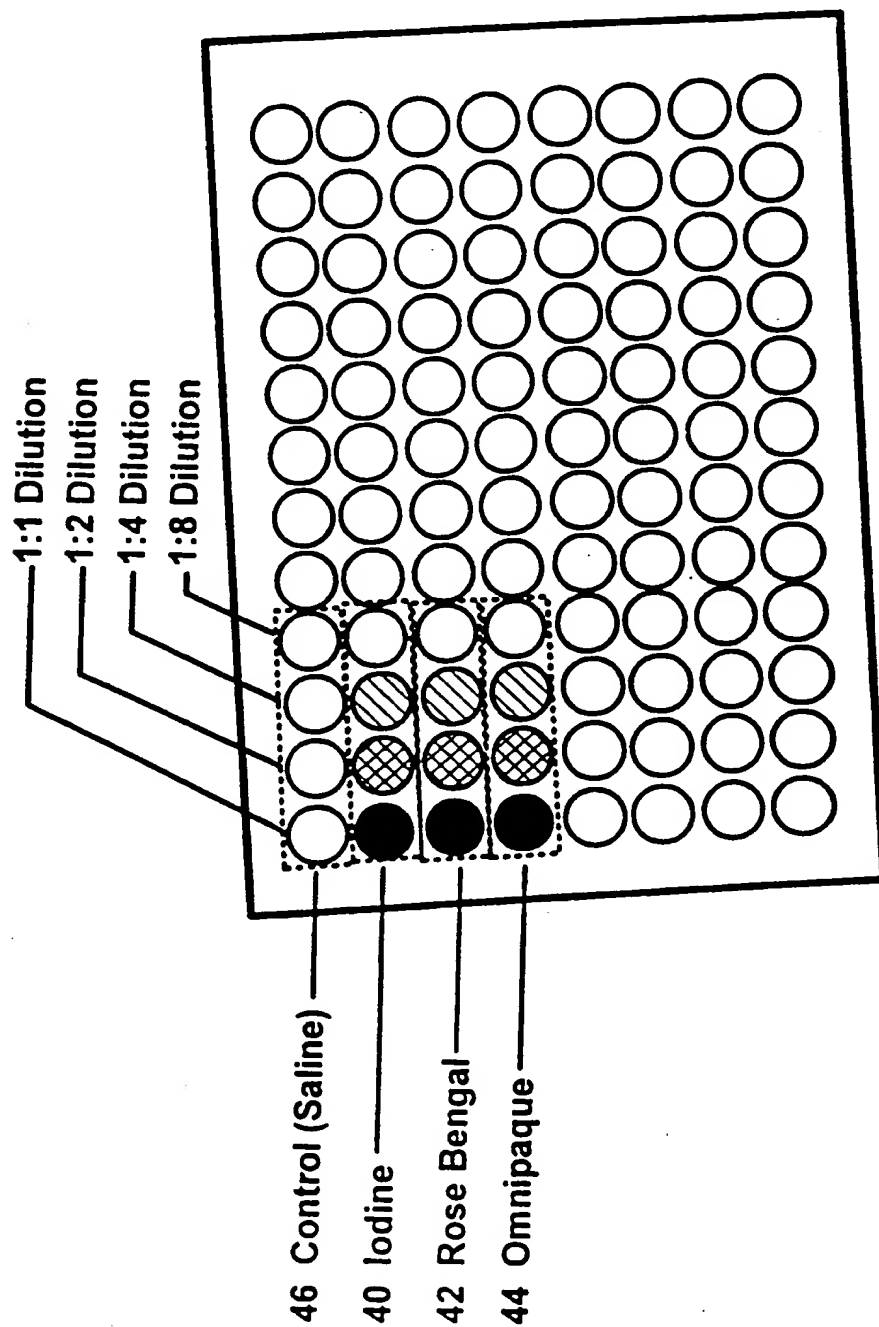 1:1 Dilution
1:2 Dilution
1:4 Dilution
1:8 Dilution
46 Control (Saline)
40 Iodine
42 Rose Bengal
44 Omnipaque